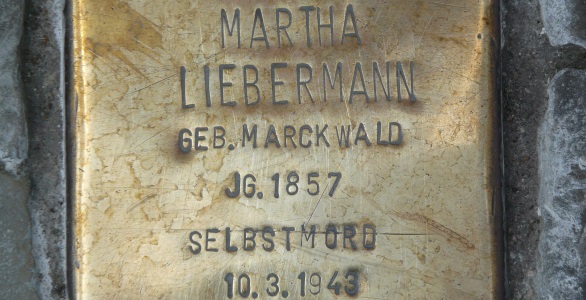 MARTHA
LIEBERMANN
GEB. MARCKWALD
JG. 1857
SELBSTMORD
10.3.1943